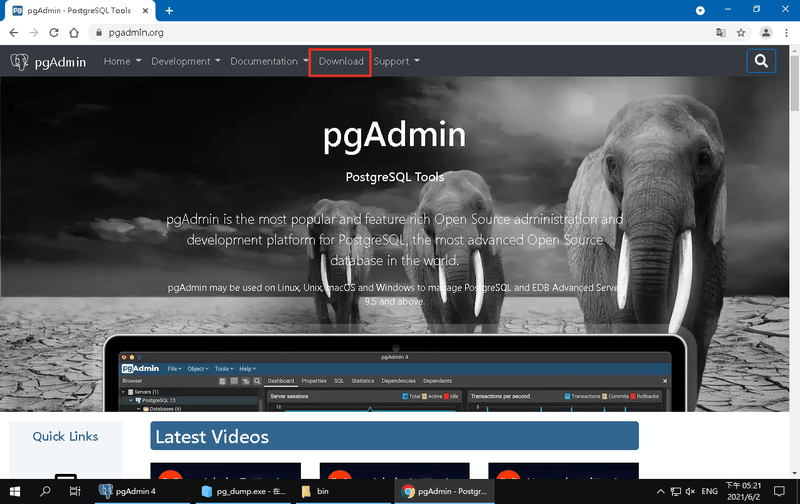 pgAdmin - PostgreSQL Tools
pgadmin.org
pgAdmin
Home
Development
Documentation
Download
Support
pgAdmin
PostgreSQL Tools
pgAdmin is the most popular and feature rich Open Source administration and
development platform for PostgreSQL, the most advanced Open Source
database in the world.
pgAdmin may be used on Linux, Unix, macOS and Windows to manage PostgreSQL and EDB Advanced Server
9.5 and above.
pgAdmin 4
pgAdmin
File
Object
Tools
Help
Browser
Dashboard
Properties
SQL
Statistics
Dependencies
Dependents
Servers (1)
PostgreSQL 13
Databases (6)
Server sessions
Total
Active
Idle
12
Transactions per second
Transactions
Commits
Rollbacks
3
Quick Links
Latest Videos
pgAdmin 4
pg_dump.exe - 在...
bin
pgAdmin - Postgr...
ENG
下午 05:21
2021/6/2